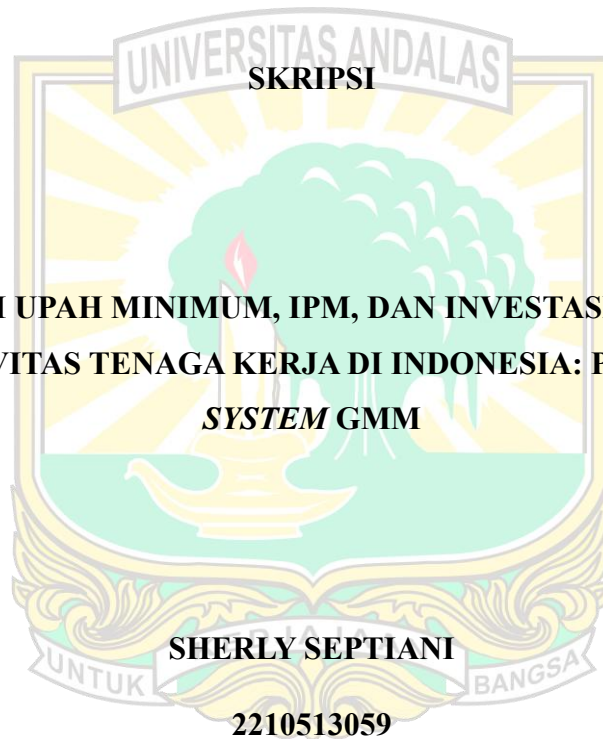 UNIVERSITAS ANDALAS
SKRIPSI
UPAH MINIMUM, IPM, DAN INVESTAS
VITAS TENAGA KERJA DI INDONESIA:
SYSTEM GMM
SHERLY SEPTIANI
UNTUK BANGSA
2210513059